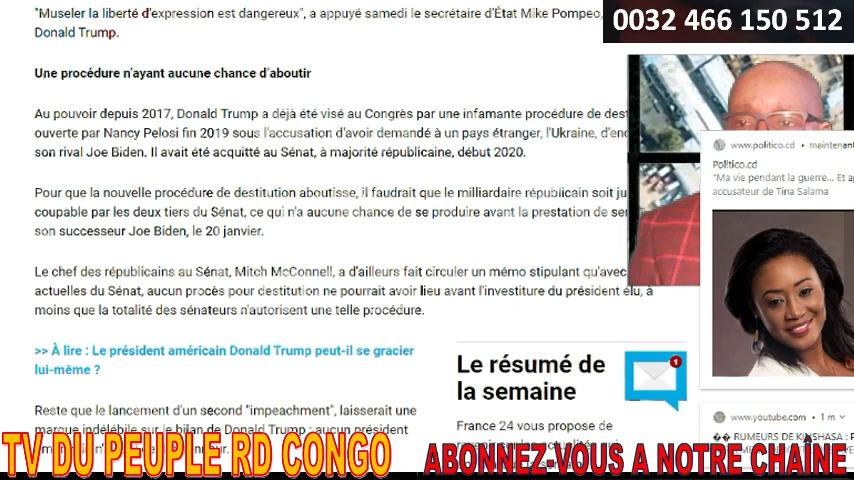 "Museler la liberté d'expression est dangereux", a appuyé samedi le secrétaire d'État Mike Pompeo,
Donald Trump.
0032 466 150 512
Une procédure n'ayant aucune chance d'aboutir
Au pouvoir depuis 2017, Donald Trump a déjà été visé au Congrès par une infamante procédure de dest
ouverte par Nancy Pelosi fin 2019 sous l'accusation d'avoir demandé à un pays étranger, l'Ukraine, d'en
son rival Joe Biden. Il avait été acquitté au Sénat, à majorité républicaine, début 2020.
Pour que la nouvelle procédure de destitution aboutisse, il faudrait que le milliardaire républicain soit ju
coupable par les deux tiers du Sénat, ce qui n'a aucune chance de se produire avant la prestation de ser
son successeur Joe Biden, le 20 janvier.
Le chef des républicains au Sénat, Mitch McConnell, a d'ailleurs fait circuler un mémo stipulant qu'avec
actuelles du Sénat, aucun procès pour destitution ne pourrait avoir lieu avant l'investiture du président élu, à
moins que la totalité des sénateurs n'autorisent une telle procédure.
>> À lire : Le président américain Donald Trump peut-il se gracier
lui-même ?
Reste que le lancement d'un second "impeachment", laisserait une
marque indélébile sur le bilan de Donald Trump : aucun président
Le résumé de
la semaine
1
France 24 vous propose de
www.politico.cd • maintenant
Politico.cd
"Ma vie pendant la guerre... Et a
accusateur de Tina Salama
www.youtube.com • 1 m
RUMEURS DE KINSHASA : P
TV DU PEUPLE RD CONGO
ABONNEZ-VOUS A NOTRE CHAÎNE